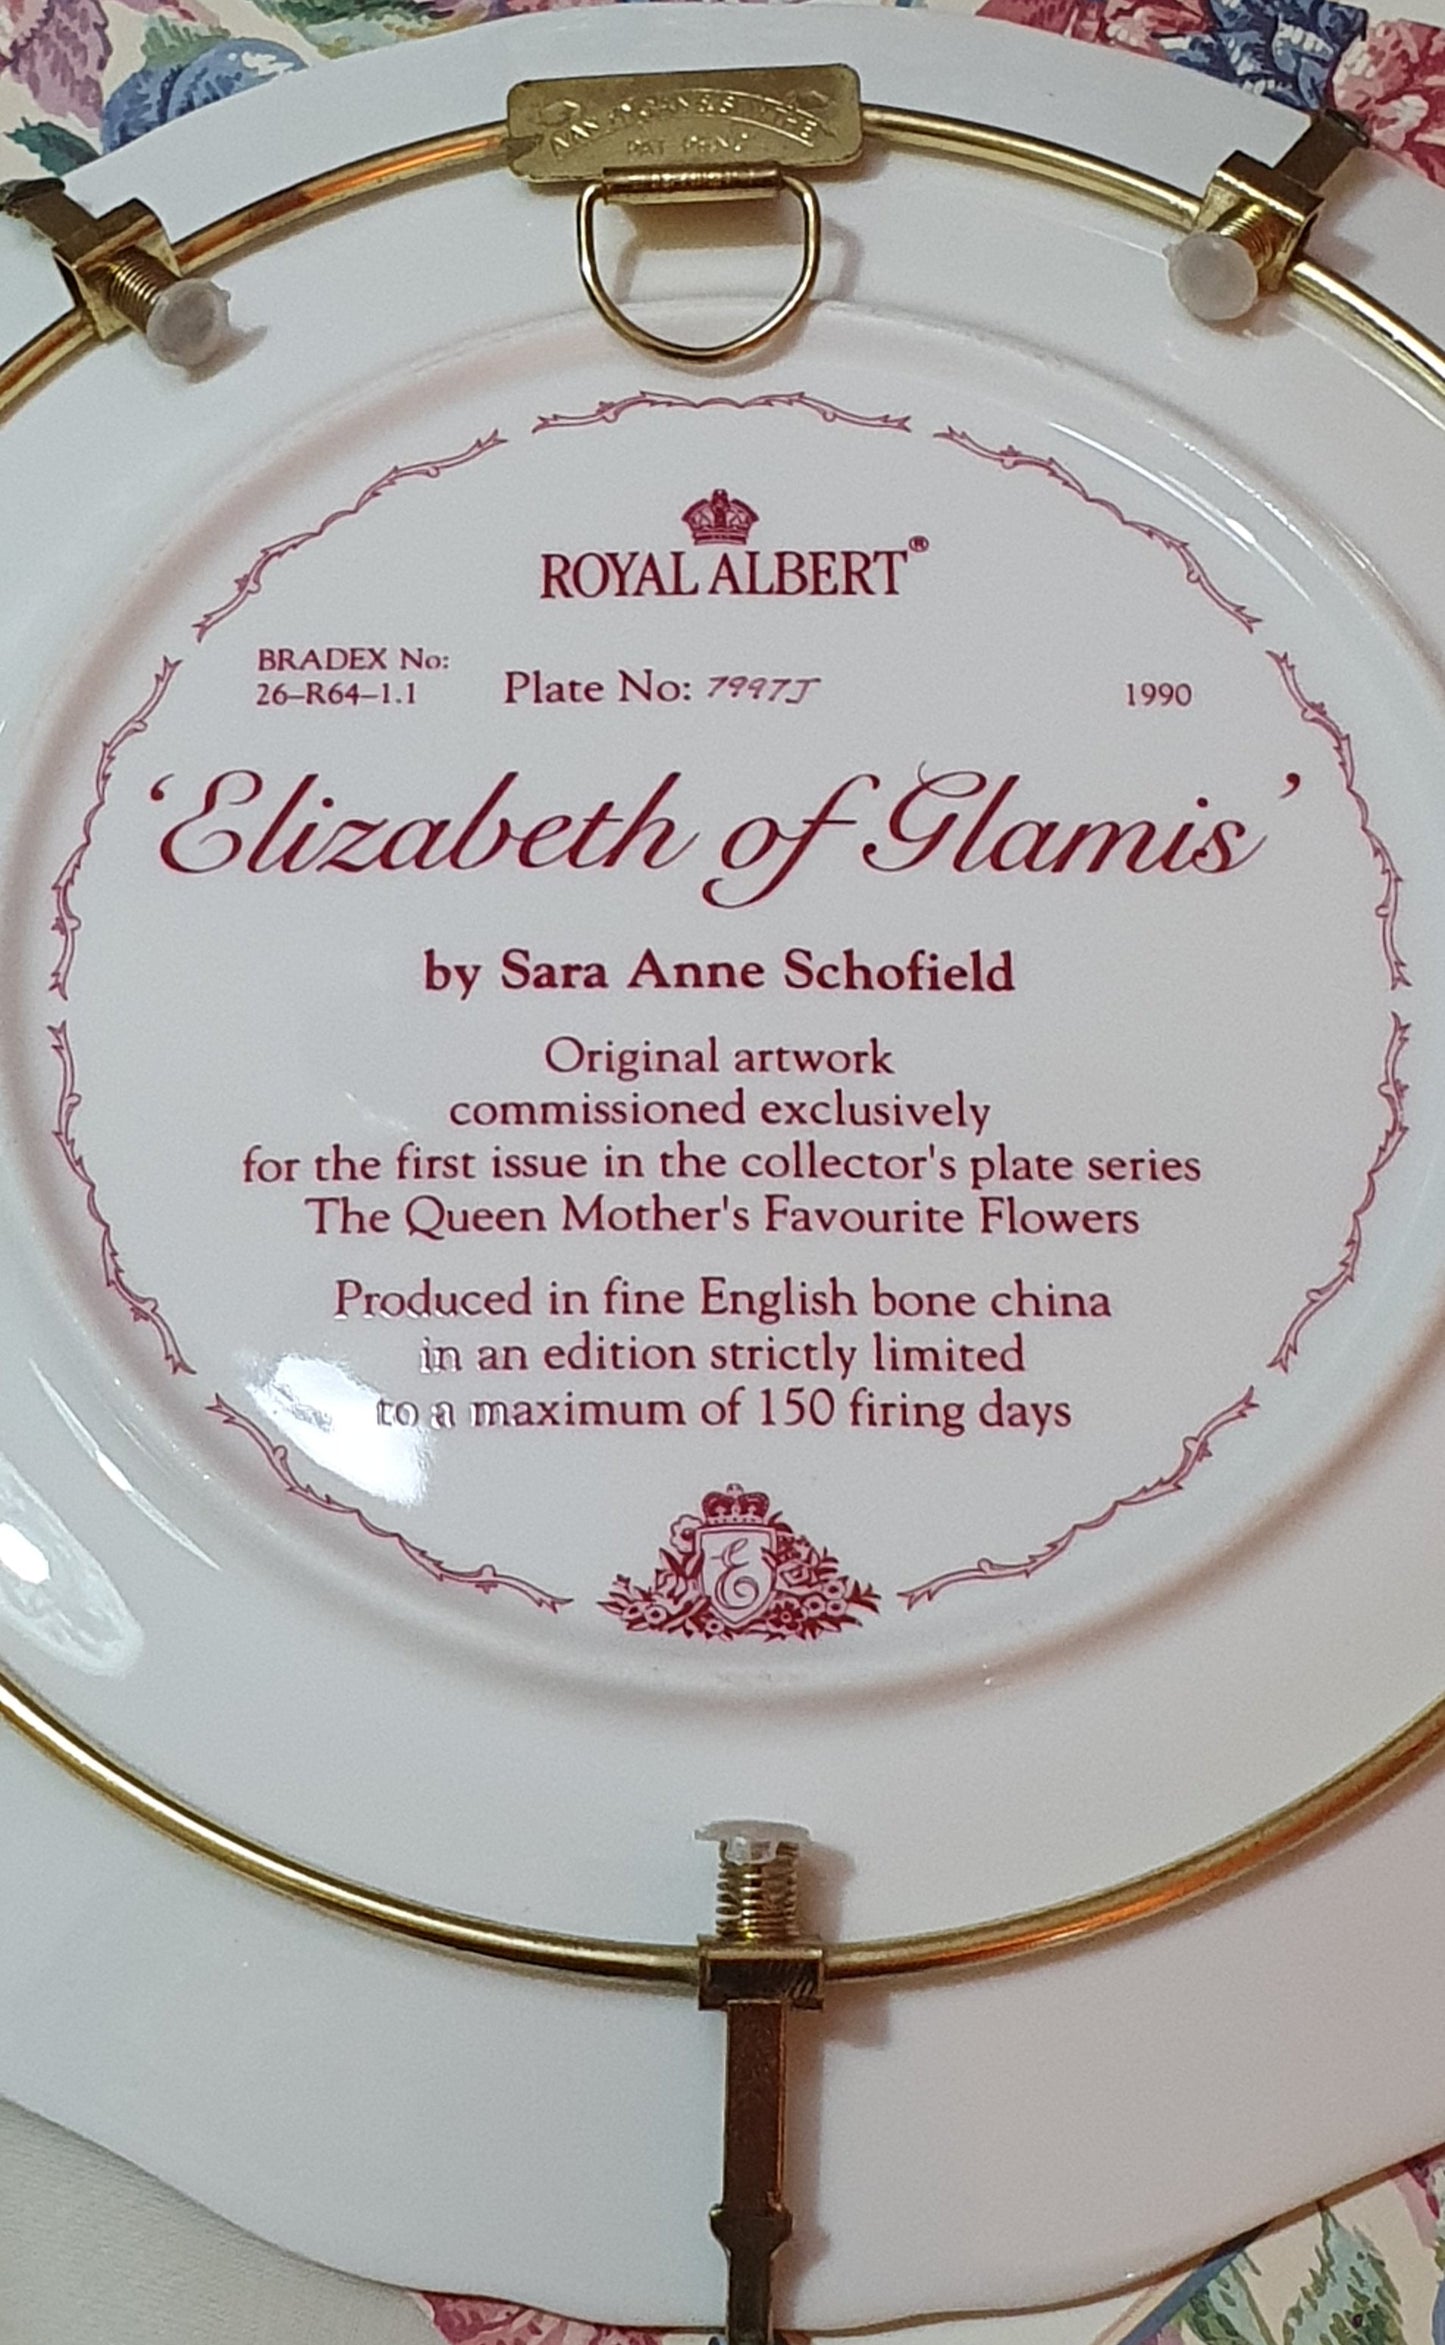 ROYAL ALBERT®
BRADEX No:
26–R64–1.1
Plate No: 7997J
1990
‘Elizabeth of Glamis’
by Sara Anne Schofield
Original artwork
commissioned exclusively
for the first issue in the collector's plate series
The Queen Mother's Favourite Flowers
Produced in fine English bone china
in an edition strictly limited
to a maximum of 150 firing days
E